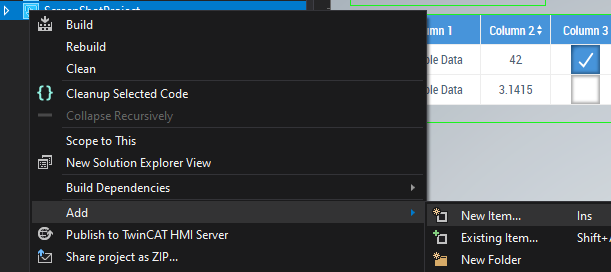 ScreenShotProject
Build
Rebuild
Clean
Cleanup Selected Code
Collapse Recursively
Scope to This
New Solution Explorer View
Build Dependencies
Add
Publish to TwinCAT HMI Server
Share project as ZIP...
umn 1 Column 2 Column 3
ple Data 42
ple Data 3.1415
New Item... Ins
Existing Item... Shift+A
New Folder